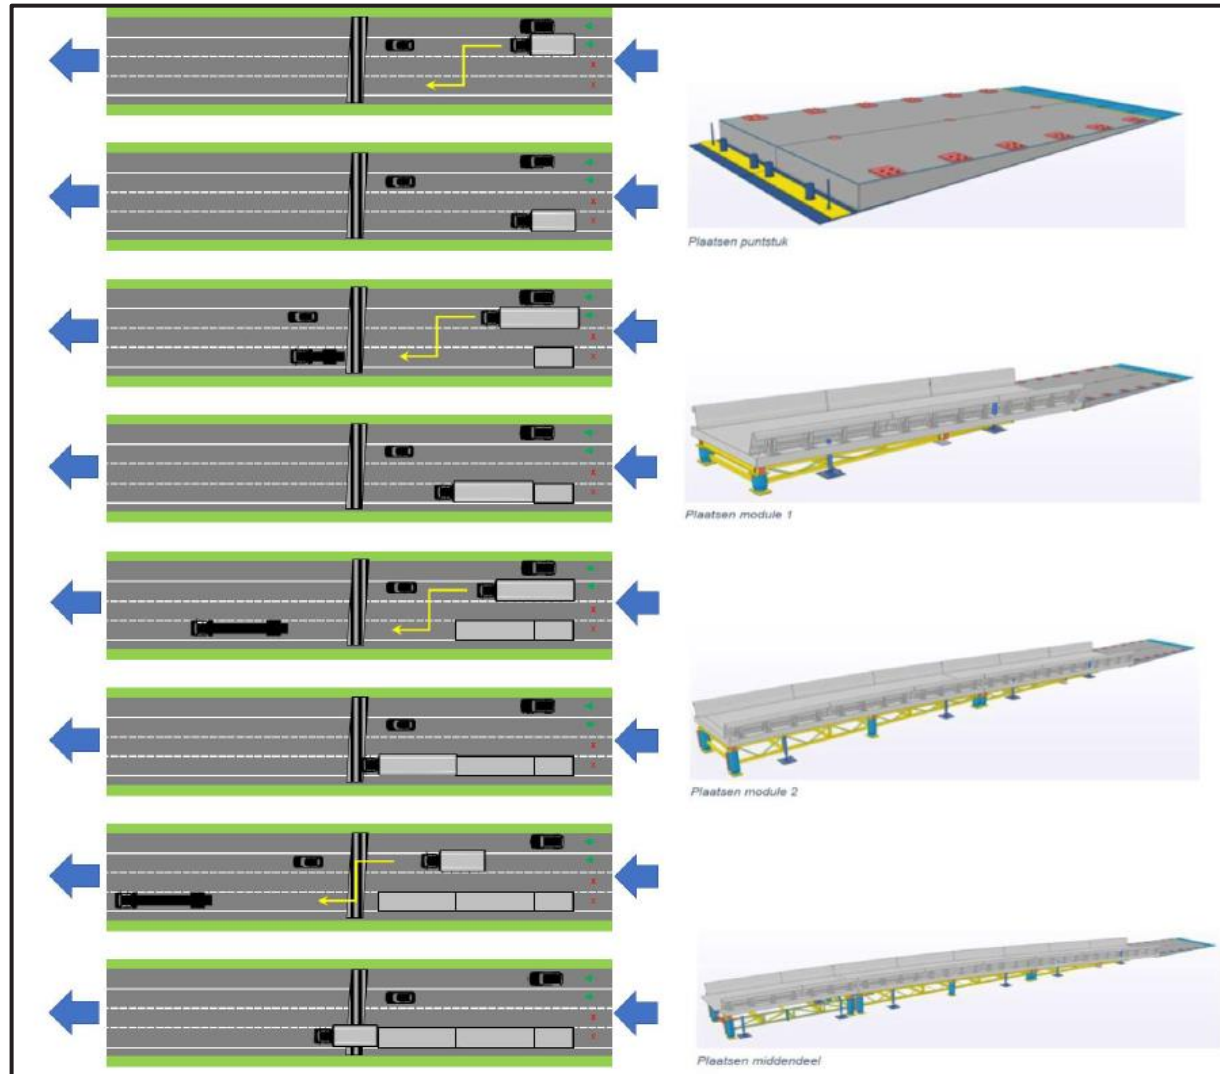 Plaatsen puntstuk
Plaatsen module 1
Plaatsen module 2
Plaatsen middendeel